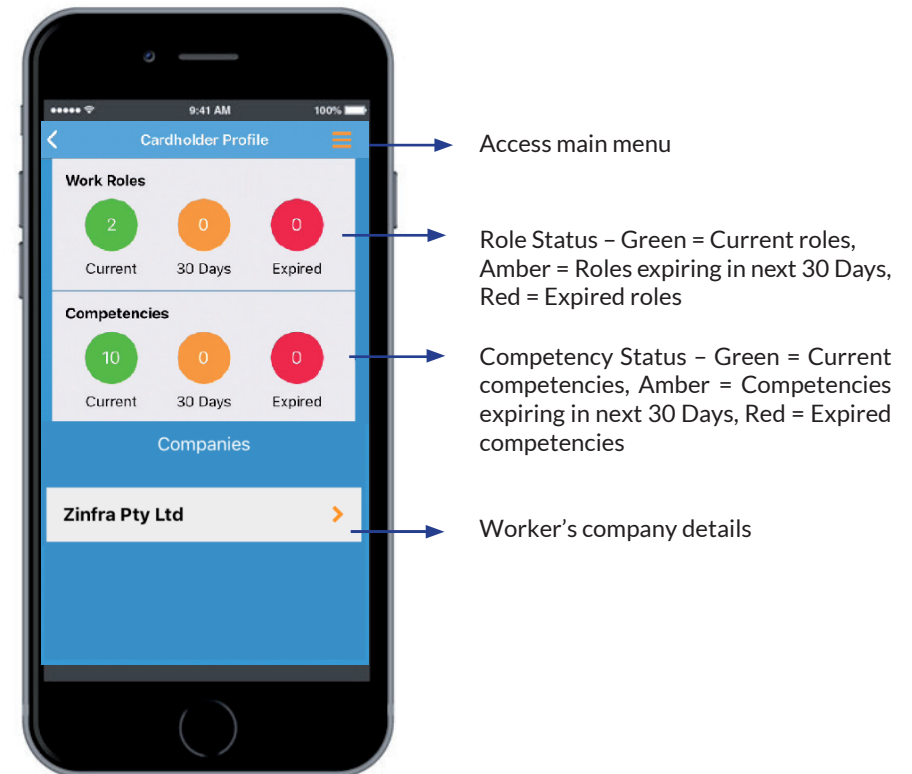 9:41 AM
100%
Cardholder Profile
Access main menu
Work Roles
2
0
0
Current
30 Days
Expired
Role Status – Green = Current roles,
Amber = Roles expiring in next 30 Days,
Red = Expired roles
Competencies
10
0
0
Current
30 Days
Expired
Competency Status – Green = Current
competencies, Amber = Competencies
expiring in next 30 Days, Red = Expired
competencies
Companies
Zinfra Pty Ltd
Worker’s company details